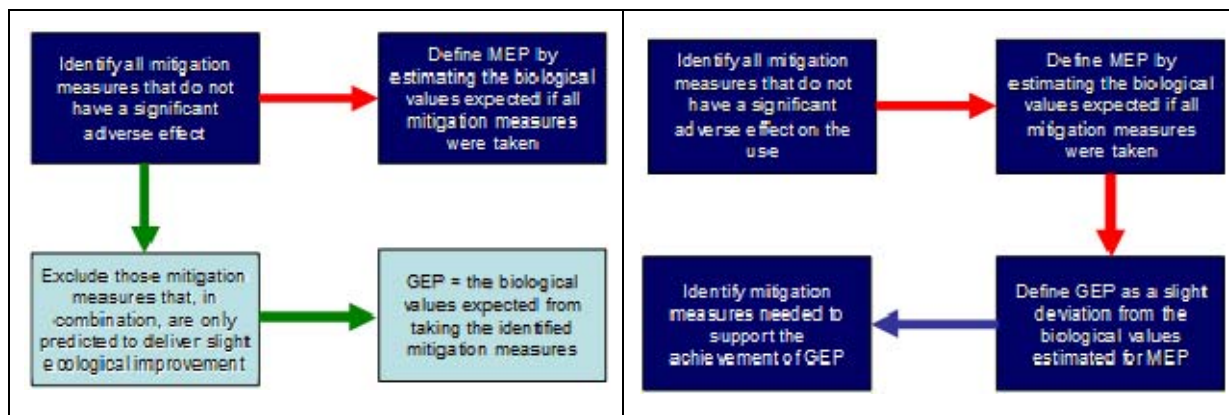 Identify all mitigation
measures that do not
have a significant
adverse effect
Define MEP by
estimating the biological
values expected if all
mitigation measures
were taken
Exclude those mitigation
measures that, in
combination, are only
predicted to deliver slight
ecological improvement
GEP = the biological
values expected from
taking the identified
mitigation measures
Identify all mitigation
measures that do not
have a significant
adverse effect on the
use
Define MEP by
estimating the biological
values expected if all
mitigation measures
were taken
Identify mitigation
measures needed to
support the
achievement of GEP
Define GEP as a slight
deviation from the
biological values
estimated for MEP